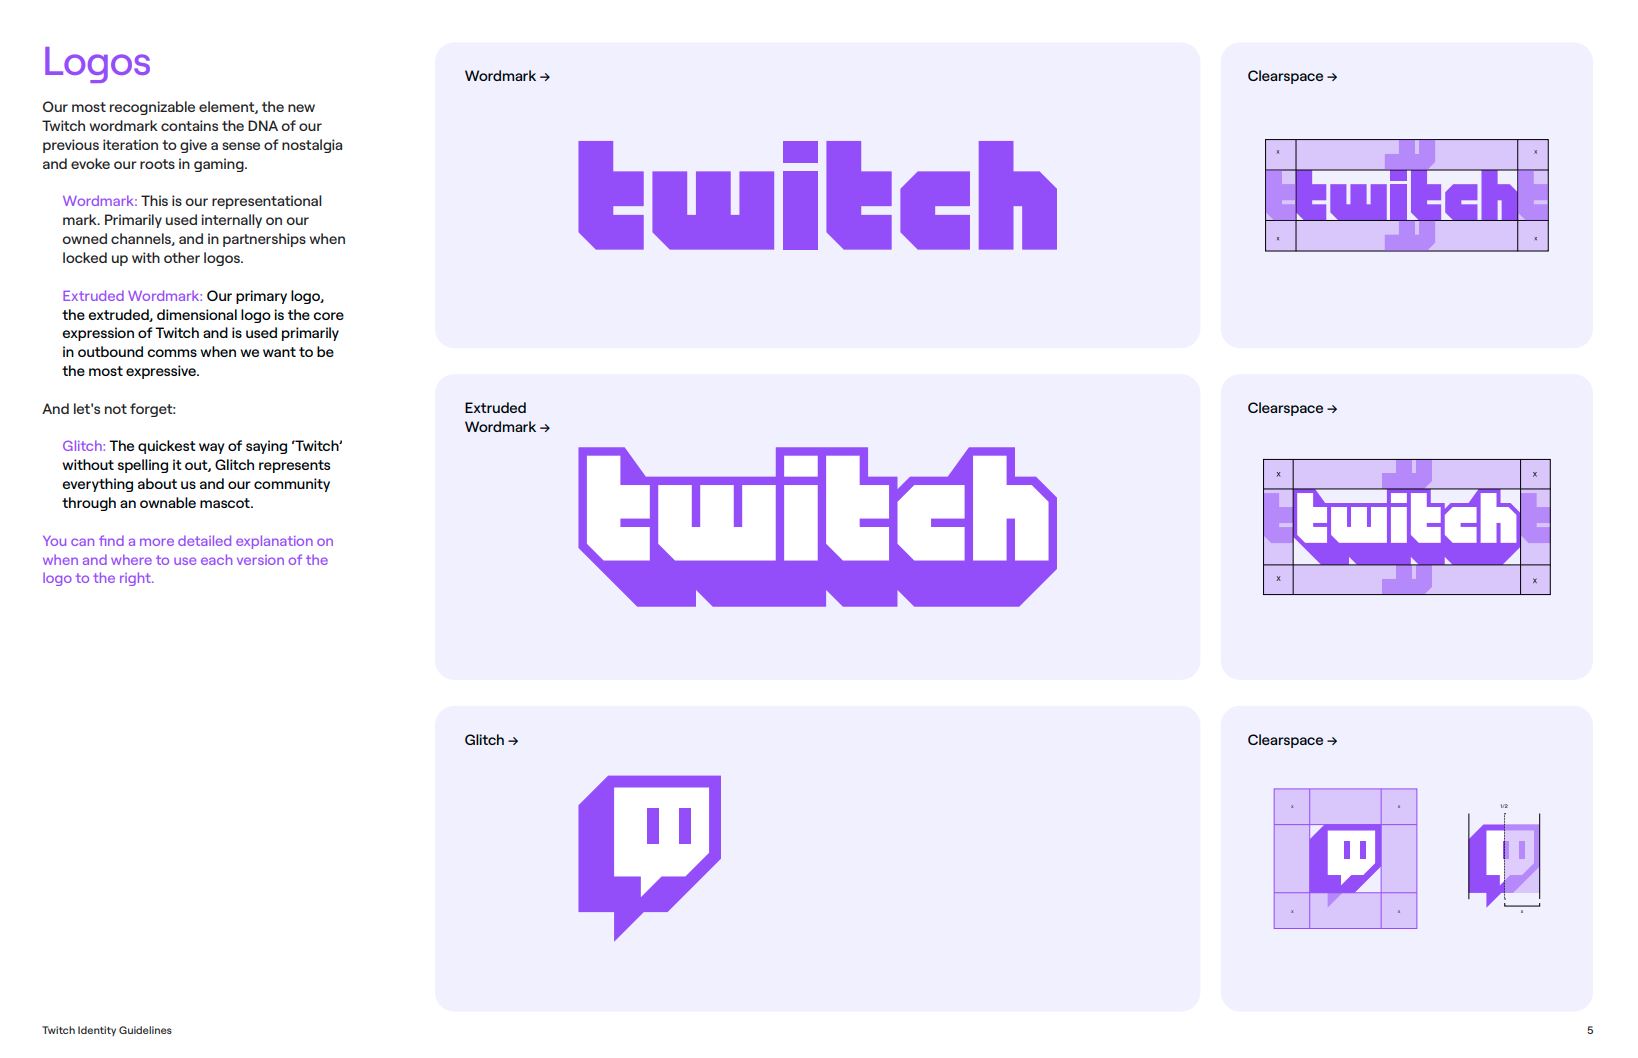 Logos
Our most recognizable element, the new
Twitch wordmark contains the DNA of our
previous iteration to give a sense of nostalgia
and evoke our roots in gaming.
Wordmark: This is our representational
mark. Primarily used internally on our
owned channels, and in partnerships when
locked up with other logos.
Extruded Wordmark: Our primary logo,
the extruded, dimensional logo is the core
expression of Twitch and is used primarily
in outbound comms when we want to be
the most expressive.
And let's not forget:
Glitch: The quickest way of saying ‘Twitch’
without spelling it out, Glitch represents
everything about us and our community
through an ownable mascot.
You can find a more detailed explanation on
when and where to use each version of the
logo to the right.
Wordmark →
twitch
Clearspace →
x x
t twitch t
x x
Extruded
Wordmark →
twitch
Clearspace →
x x
t twitch t
x x
Glitch →
Clearspace →
x x
x x
1/2
x
Twitch Identity Guidelines
5